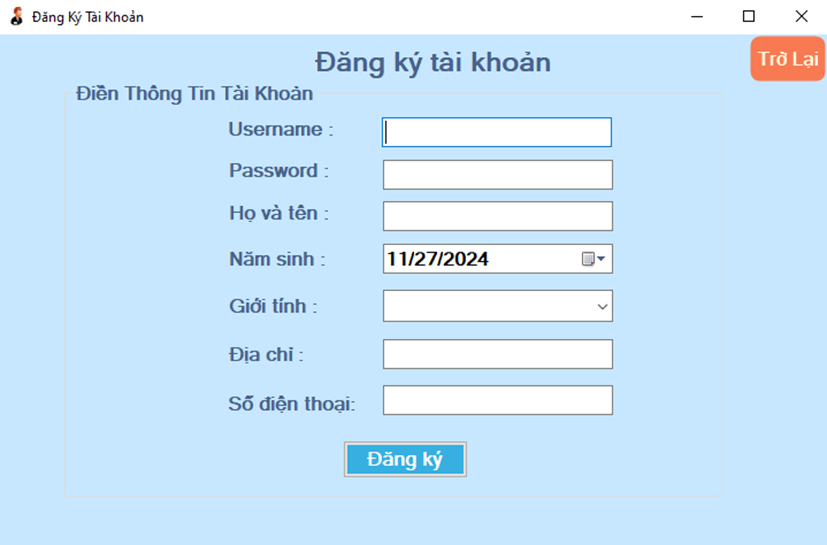 Đăng Ký Tài Khoản
Đăng ký tài khoản
Trở Lại
Điền Thông Tin Tài Khoản
Username :
Password :
Họ và tên :
Năm sinh :
11/27/2024
Giới tính :
Địa chỉ :
Số điện thoại:
Đăng ký